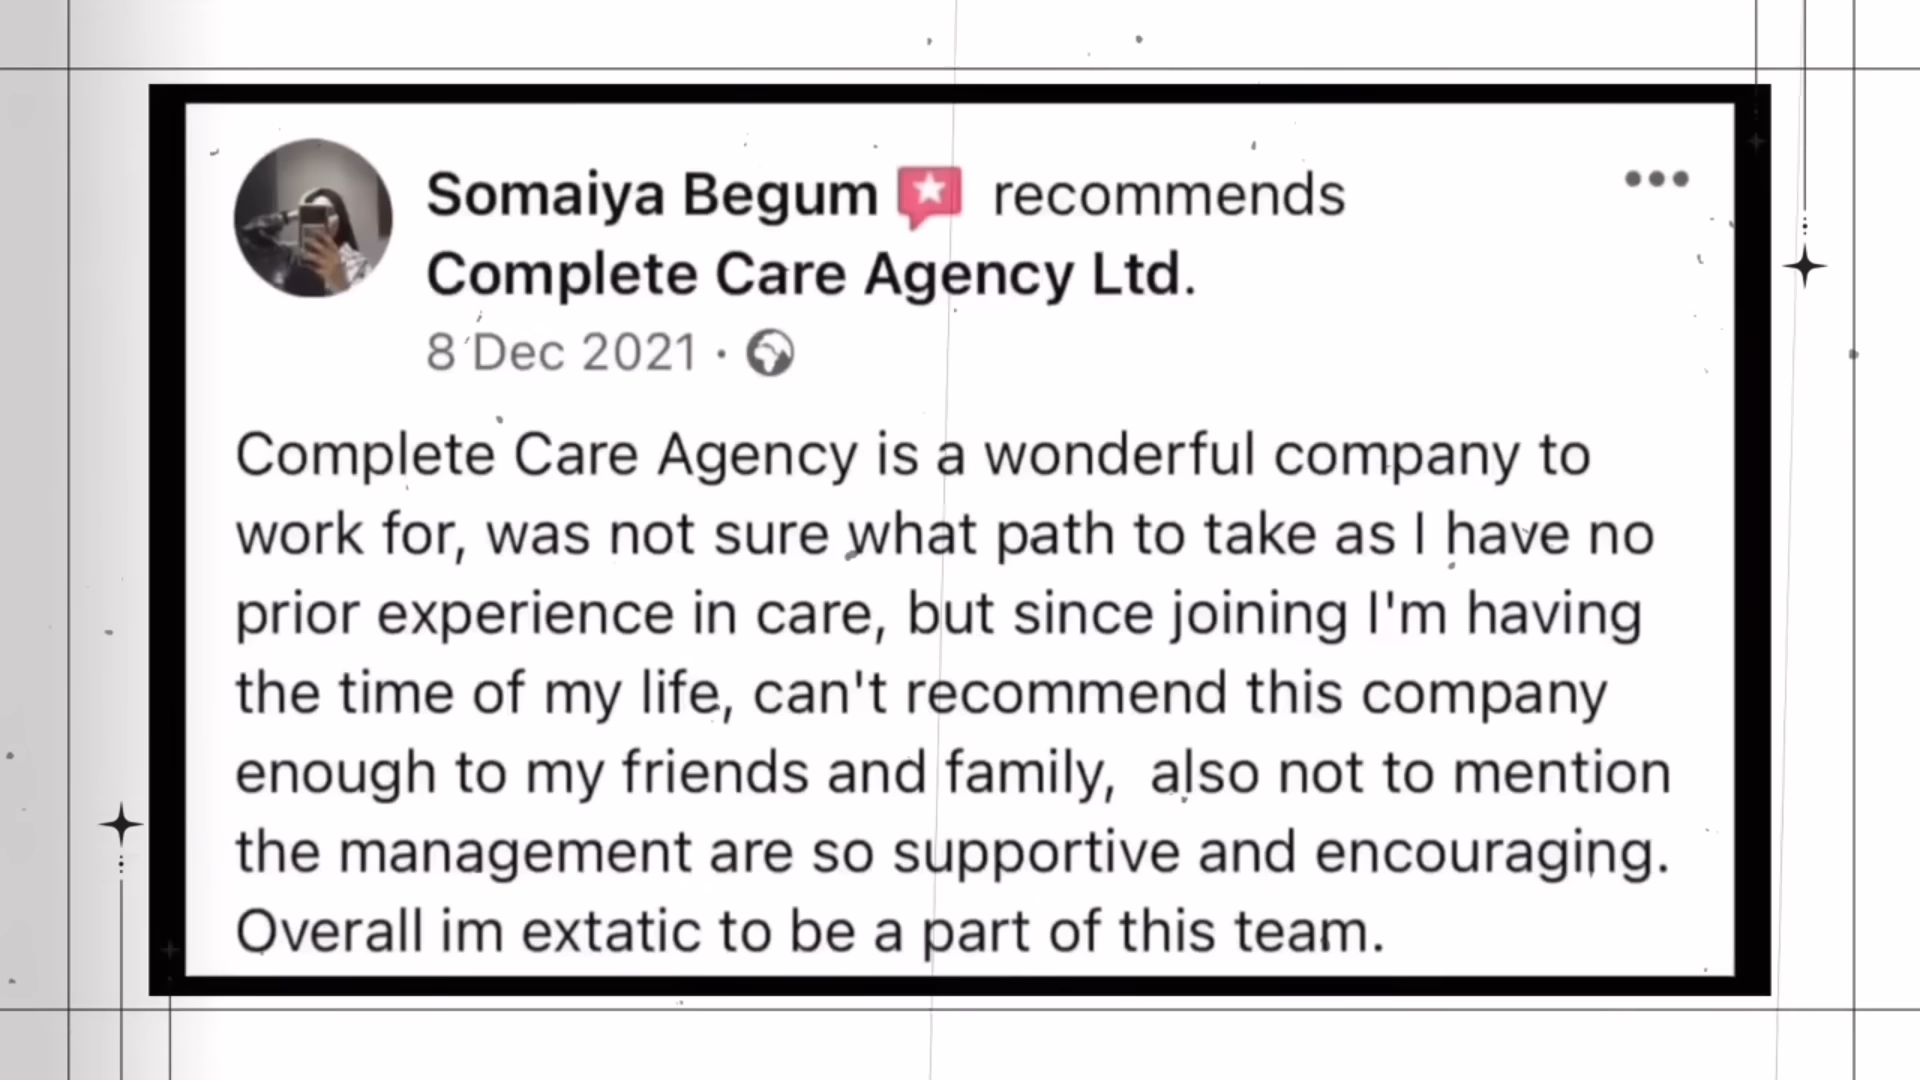 Somaiya Begum recommends
Complete Care Agency Ltd.
8 Dec 2021 ·
Complete Care Agency is a wonderful company to
work for, was not sure what path to take as I have no
prior experience in care, but since joining I'm having
the time of my life, can't recommend this company
enough to my friends and family,  also not to mention
the management are so supportive and encouraging.
Overall im extatic to be a part of this team.